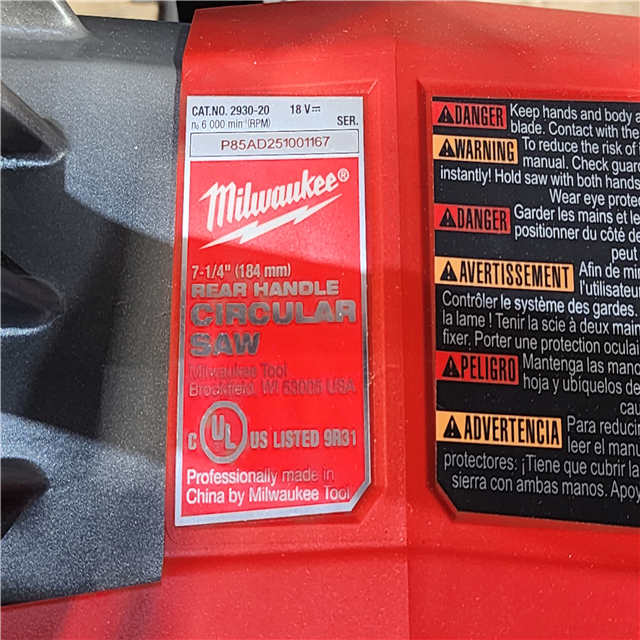 CAT.NO. 2930-20 18 V⎓
n₀ 6 000 min⁻¹(RPM) SER.
P85AD251001167
Milwaukee®
7-1/4" (184 mm)
REAR HANDLE
CIRCULAR
SAW
Milwaukee Tool
Brookfield, WI 53005 USA
C UL US LISTED 9R31
Professionally made in
China by Milwaukee Tool
DANGER Keep hands and body a
blade. Contact with the
WARNING To reduce the risk of
manual. Check guard
instantly! Hold saw with both hands
Wear eye prote
DANGER Garder les mains et le
positionner du côté de
peut
AVERTISSEMENT Afin de mi
l'utilisateur
Contrôler le système des gardes.
la lame ! Tenir la scie à deux main
fixer. Porter une protection oculair
PELIGRO Mantenga las mano
hoja y ubíquelos de
ca
ADVERTENCIA Para reducir
leer el manu
protectores: ¡Tiene que cubrir la
sierra con ambas manos. Apoy